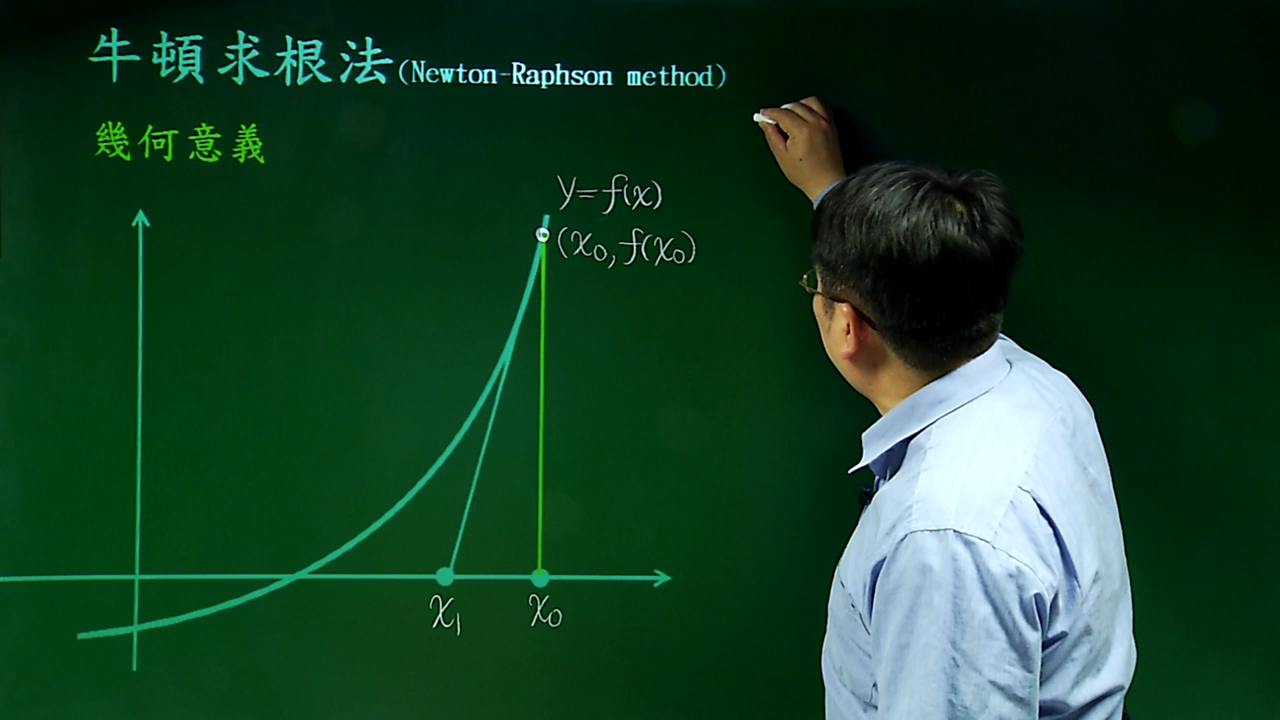 牛頓求根法(Newton-Raphson method)
幾何意義
y=f(x)
(x₀,f(x₀)
x₁
x₀